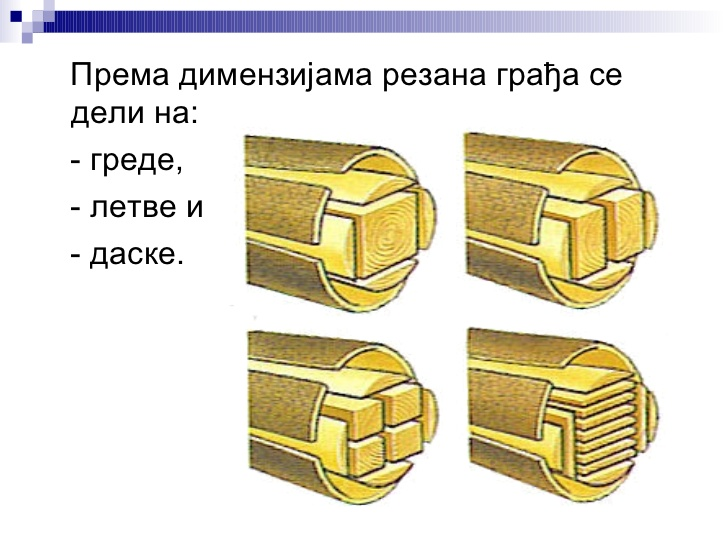 Према димензијама резана грађа се
дели на:
- греде,
- летве и
- даске.